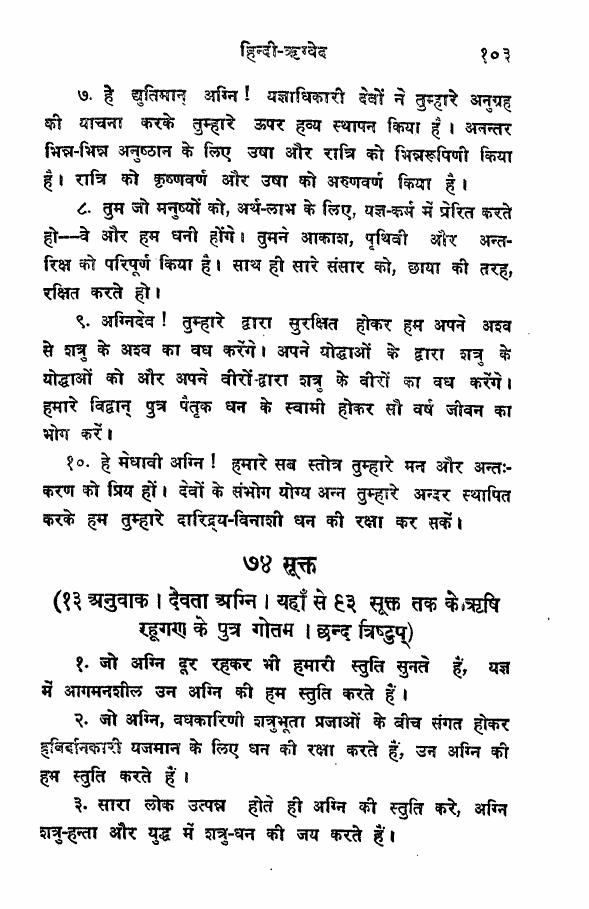 हिन्दी-ऋग्वेद १०३
७. हे द्युतिमान् अग्नि! यज्ञाधिकारी देवों ने तुम्हारे अनुग्रह
की याचना करके तुम्हारे ऊपर हव्य स्थापन किया है। अनन्तर
भिन्न-भिन्न अनुष्ठान के लिए उषा और रात्रि को भिन्नरूपिणी किया
है। रात्रि को कृष्णवर्ण और उषा को अरुणवर्ण किया है।
८. तुम जो मनुष्यों को, अर्थ-लाभ के लिए, यज्ञ-कर्म में प्रेरित करते
हो—वे और हम धनी होंगे। तुमने आकाश, पृथिवी और अन्त-
रिक्ष को परिपूर्ण किया है। साथ ही सारे संसार को, छाया की तरह,
रक्षित करते हो।
९. अग्निदेव! तुम्हारे द्वारा सुरक्षित होकर हम अपने अश्व
से शत्रु के अश्व का वध करेंगे। अपने योद्धाओं के द्वारा शत्रु के
योद्धाओं को और अपने वीरों-द्वारा शत्रु के वीरों का वध करेंगे।
हमारे विद्वान् पुत्र पैतृक धन के स्वामी होकर सौ वर्ष जीवन का
भोग करें।
१०. हे मेधावी अग्नि! हमारे सब स्तोत्र तुम्हारे मन और अन्तः-
करण को प्रिय हों। देवों के संभोग योग्य अन्न तुम्हारे अन्दर स्थापित
करके हम तुम्हारे दारिद्र्य-विनाशी धन की रक्षा कर सकें।
७४ सूक्त
(१३ अनुवाक। देवता अग्नि। यहाँ से ९३ सूक्त तक के ऋषि
रहूगण के पुत्र गोतम। छन्द त्रिष्टुप्)
१. जो अग्नि दूर रहकर भी हमारी स्तुति सुनते हैं, यज्ञ
में आगमनशील उन अग्नि की हम स्तुति करते हैं।
२. जो अग्नि, वधकारिणी शत्रुभूता प्रजाओं के बीच संगत होकर
हविर्दानकारी यजमान के लिए धन की रक्षा करते हैं, उन अग्नि की
हम स्तुति करते हैं।
३. सारा लोक उत्पन्न होते ही अग्नि की स्तुति करे, अग्नि
शत्रु-हन्ता और युद्ध में शत्रु-धन की जय करते हैं।